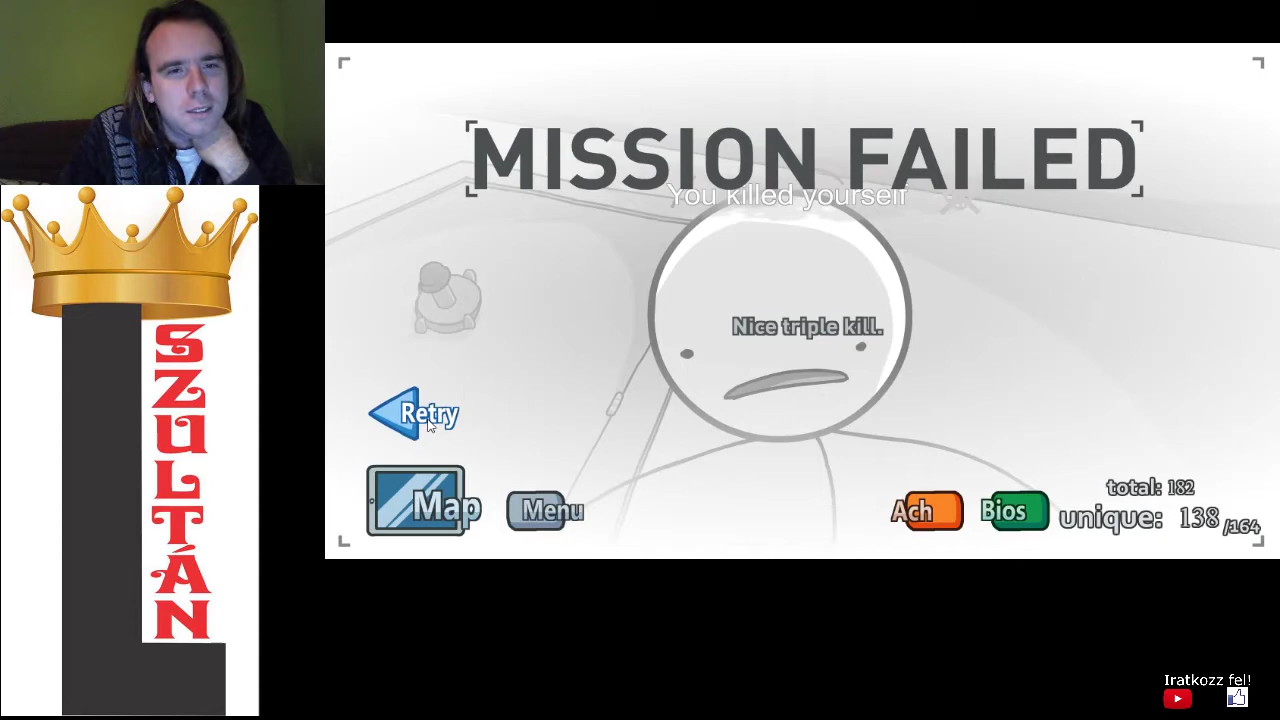 MISSION FAILED
You killed yourself
Nice triple kill.
Retry
Map
Menu
Ach
Bios
total: 182
unique: 138 /164
L
SZULTÁN
Iratkozz fel!